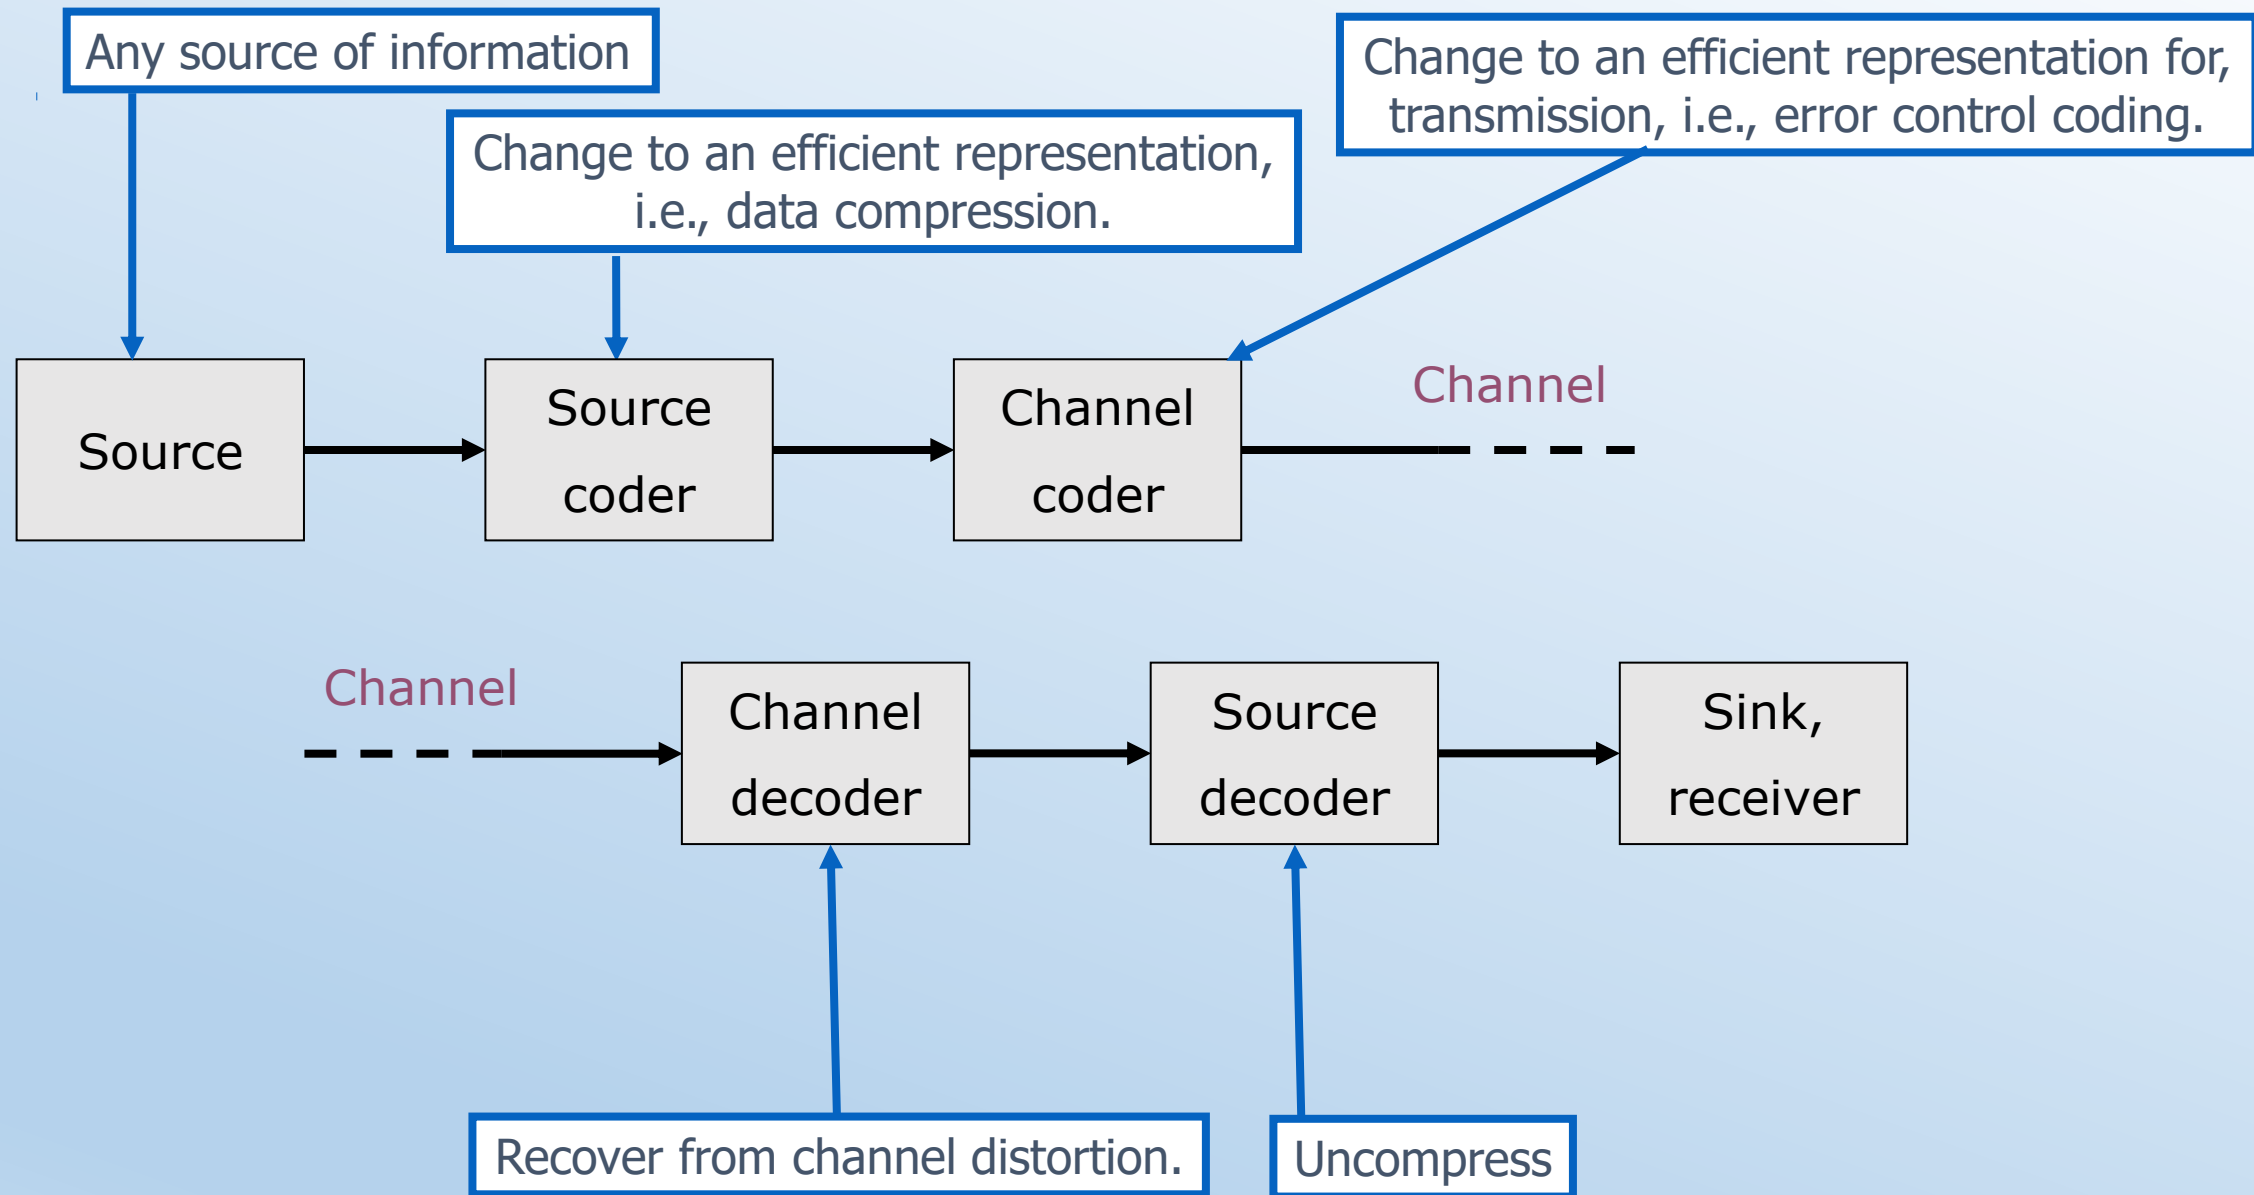 Any source of information
Change to an efficient representation,
i.e., data compression.
Change to an efficient representation for,
transmission, i.e., error control coding.
Source
Source
coder
Channel
coder
Channel
Channel
Channel
decoder
Source
decoder
Sink,
receiver
Recover from channel distortion.
Uncompress